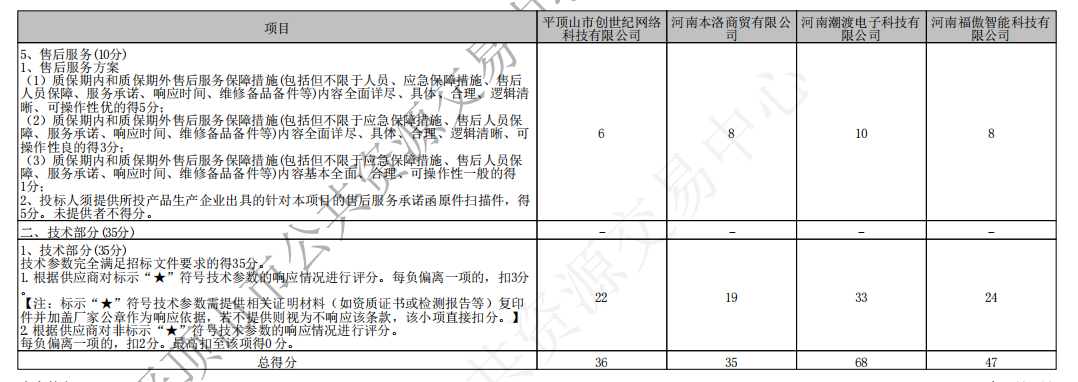 项目
平顶山市创世纪网络
科技有限公司
河南本洛商贸有限公
司
河南潮渡电子科技有
限公司
河南福傲智能科技有
限公司
5、售后服务(10分)
1、售后服务方案
（1）质保期内和质保期外售后服务保障措施(包括但不限于人员、应急保障措施、售后
人员保障、服务承诺、响应时间、维修备品备件等)内容全面详尽、具体、合理、逻辑清
晰、可操作性优的得5分;
（2）质保期内和质保期外售后服务保障措施(包括但不限于应急保障措施、售后人员保
障、服务承诺、响应时间、维修备品备件等)内容全面详尽、具体、合理、逻辑清晰、可
操作性良的得3分;
（3）质保期内和质保期外售后服务保障措施(包括但不限于应急保障措施、售后人员保
障、服务承诺、响应时间、维修备品备件等)内容基本全面、合理、可操作性一般的得
1分;
2、投标人须提供所投产品生产企业出具的针对本项目的售后服务承诺函原件扫描件，得
5分。未提供者不得分。
6
8
10
8
二、技术部分(35分)
-
-
-
-
1、技术部分(35分)
技术参数完全满足招标文件要求的得35分。
1.根据供应商对标示“★”符号技术参数的响应情况进行评分。每负偏离一项的，扣3分
。
【注：标示“★”符号技术参数需提供相关证明材料（如资质证书或检测报告等）复印
件并加盖厂家公章作为响应依据，若不提供则视为不响应该条款，该小项直接扣分。】
2.根据供应商对非标示“★”符号技术参数的响应情况进行评分。
每负偏离一项的，扣2分。最高扣至该项得0分.
22
19
33
24
总得分
36
35
68
47
平顶山市公共资源交易中心
共资源交易中心